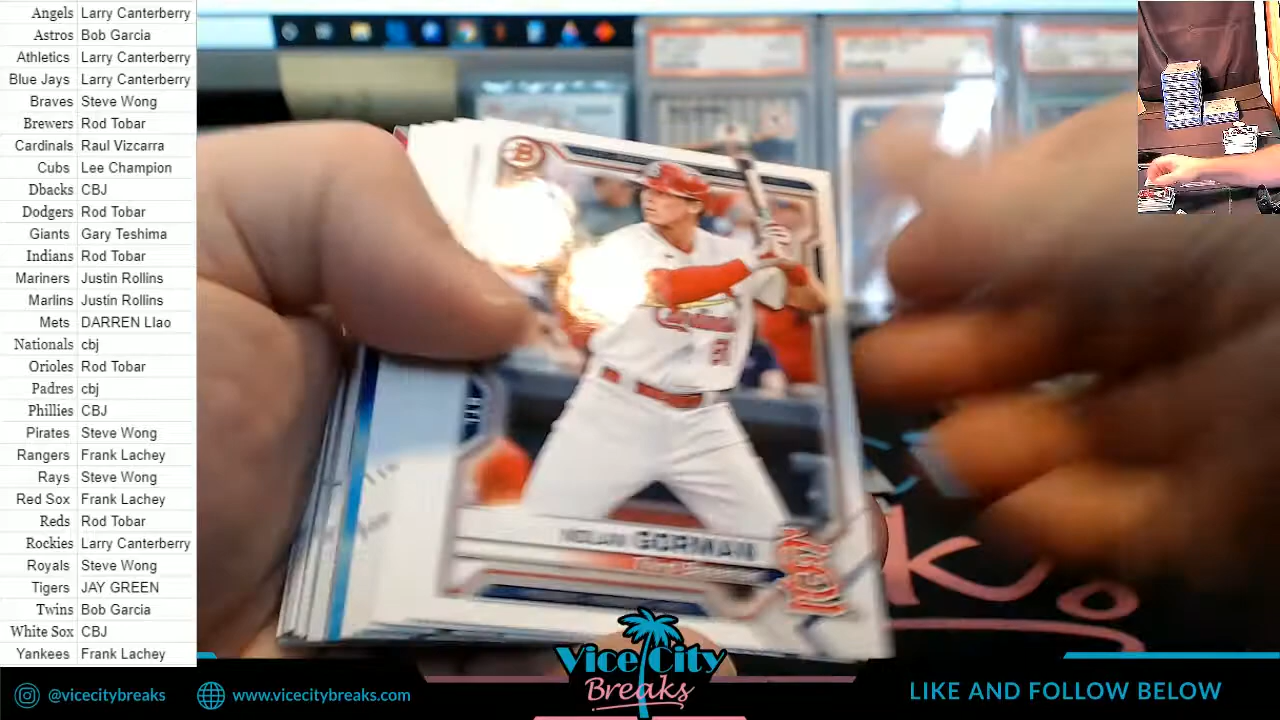 Angels Larry Canterberry
Astros Bob Garcia
Athletics Larry Canterberry
Blue Jays Larry Canterberry
Braves Steve Wong
Brewers Rod Tobar
Cardinals Raul Vizcarra
Cubs Lee Champion
Dbacks CBJ
Dodgers Rod Tobar
Giants Gary Teshima
Indians Rod Tobar
Mariners Justin Rollins
Marlins Justin Rollins
Mets DARREN LIao
Nationals cbj
Orioles Rod Tobar
Padres cbj
Phillies CBJ
Pirates Steve Wong
Rangers Frank Lachey
Rays Steve Wong
Red Sox Frank Lachey
Reds Rod Tobar
Rockies Larry Canterberry
Royals Steve Wong
Tigers JAY GREEN
Twins Bob Garcia
White Sox CBJ
Yankees Frank Lachey
B
Cardinals
NOLAN GORMAN
Vice City
Breaks
@vicecitybreaks
www.vicecitybreaks.com
LIKE AND FOLLOW BELOW